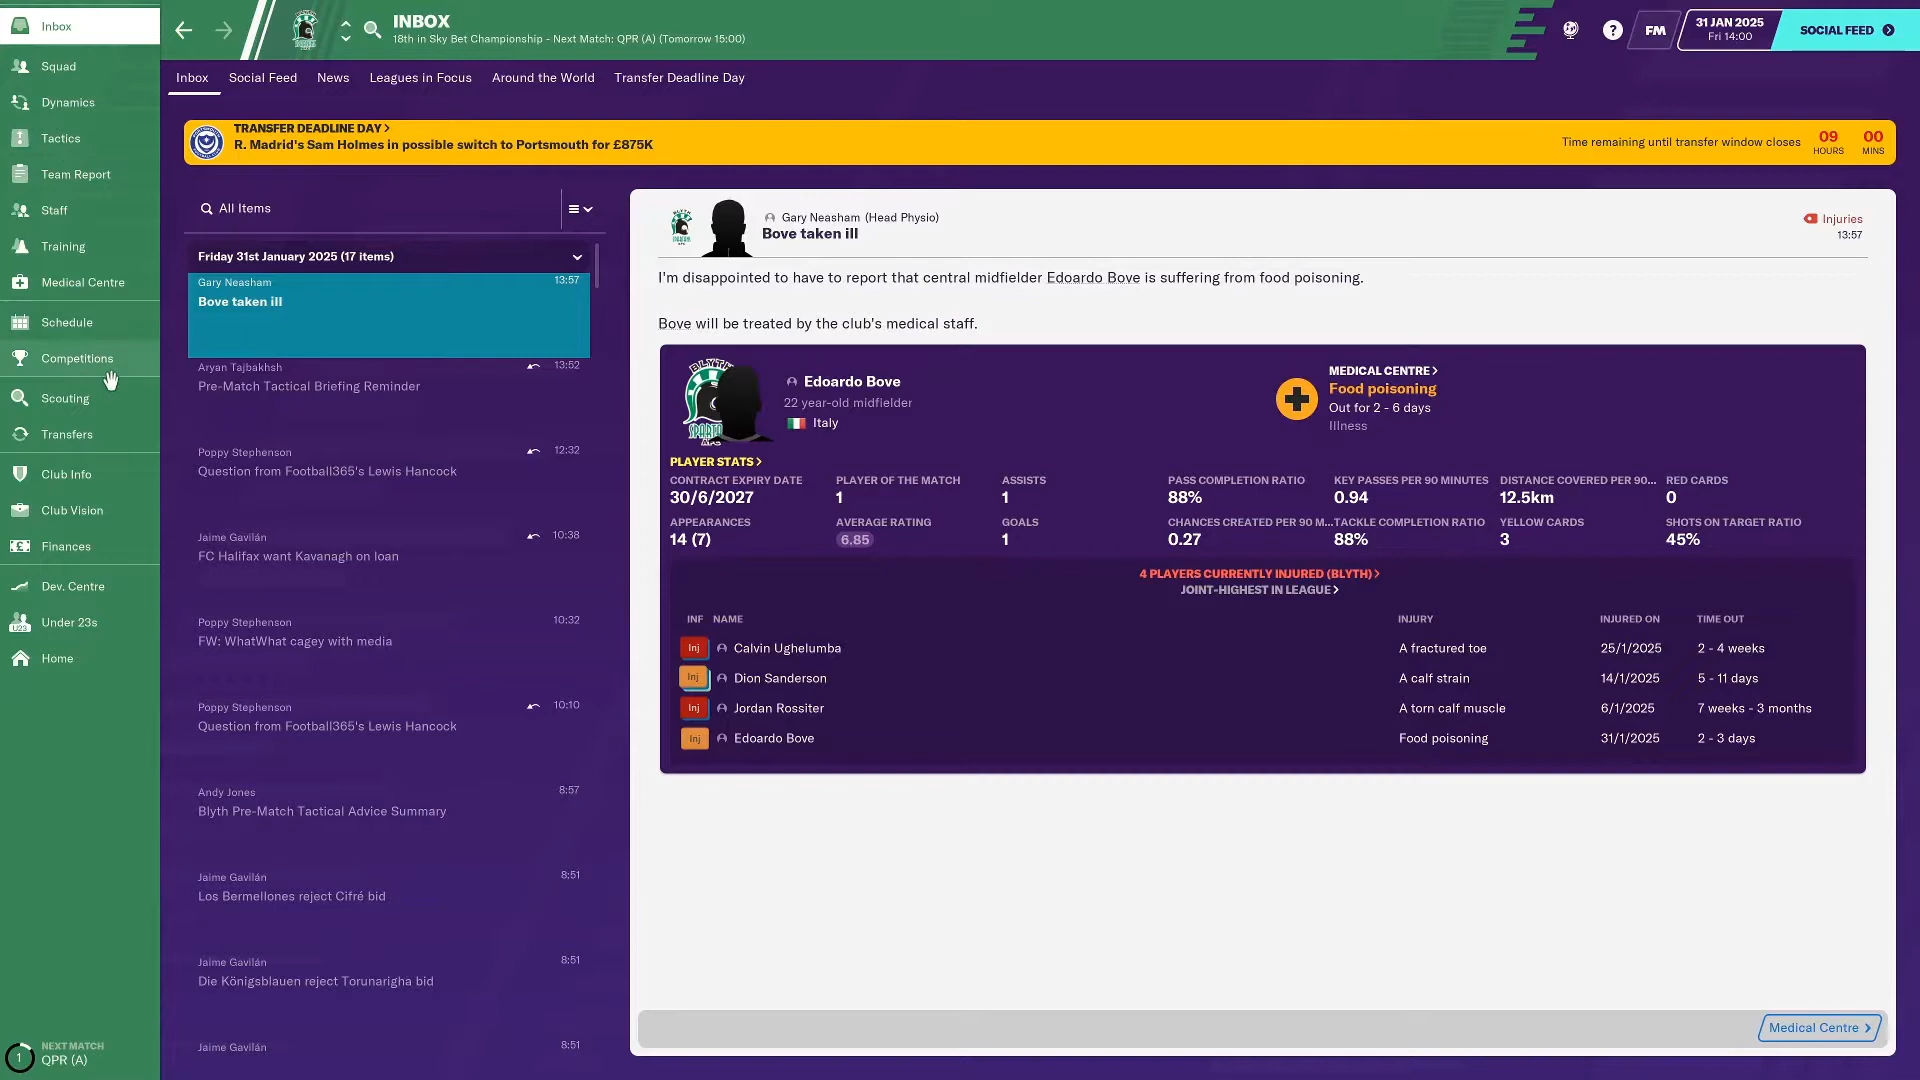 Inbox
Squad
Dynamics
Tactics
Team Report
Staff
Training
Medical Centre
Schedule
Competitions
Scouting
Transfers
Club Info
Club Vision
Finances
Dev. Centre
U23
Under 23s
Home
1
NEXT MATCH
QPR (A)
INBOX
18th in Sky Bet Championship - Next Match: QPR (A) (Tomorrow 15:00)
?
FM
31 JAN 2025
Fri 14:00
SOCIAL FEED
Inbox Social Feed News Leagues in Focus Around the World Transfer Deadline Day
TRANSFER DEADLINE DAY >
R. Madrid's Sam Holmes in possible switch to Portsmouth for £875K
Time remaining until transfer window closes
09 00
HOURS MINS
All Items
Friday 31st January 2025 (17 items)
Gary Neasham 13:57
Bove taken ill
Aryan Tajbakhsh 13:52
Pre-Match Tactical Briefing Reminder
Poppy Stephenson 12:32
Question from Football365's Lewis Hancock
Jaime Gavilán 10:38
FC Halifax want Kavanagh on loan
Poppy Stephenson 10:32
FW: WhatWhat cagey with media
Poppy Stephenson 10:10
Question from Football365's Lewis Hancock
Andy Jones 8:57
Blyth Pre-Match Tactical Advice Summary
Jaime Gavilán 8:51
Los Bermellones reject Cifré bid
Jaime Gavilán 8:51
Die Königsblauen reject Torunarigha bid
Jaime Gavilán 8:51
Gary Neasham (Head Physio)
Bove taken ill
Injuries
13:57
I'm disappointed to have to report that central midfielder Edoardo Bove is suffering from food poisoning.
Bove will be treated by the club's medical staff.
BLYTH
SPARTANS
AFC
Edoardo Bove
22 year-old midfielder
Italy
MEDICAL CENTRE >
Food poisoning
Out for 2 - 6 days
Illness
PLAYER STATS >
CONTRACT EXPIRY DATE PLAYER OF THE MATCH ASSISTS PASS COMPLETION RATIO KEY PASSES PER 90 MINUTES DISTANCE COVERED PER 90... RED CARDS
30/6/2027 1 1 88% 0.94 12.5km 0
APPEARANCES AVERAGE RATING GOALS CHANCES CREATED PER 90 M... TACKLE COMPLETION RATIO YELLOW CARDS SHOTS ON TARGET RATIO
14 (7) 6.85 1 0.27 88% 3 45%
4 PLAYERS CURRENTLY INJURED (BLYTH) >
JOINT-HIGHEST IN LEAGUE >
INF NAME INJURY INJURED ON TIME OUT
Inj Calvin Ughelumba A fractured toe 25/1/2025 2 - 4 weeks
Inj Dion Sanderson A calf strain 14/1/2025 5 - 11 days
Inj Jordan Rossiter A torn calf muscle 6/1/2025 7 weeks - 3 months
Inj Edoardo Bove Food poisoning 31/1/2025 2 - 3 days
Medical Centre >